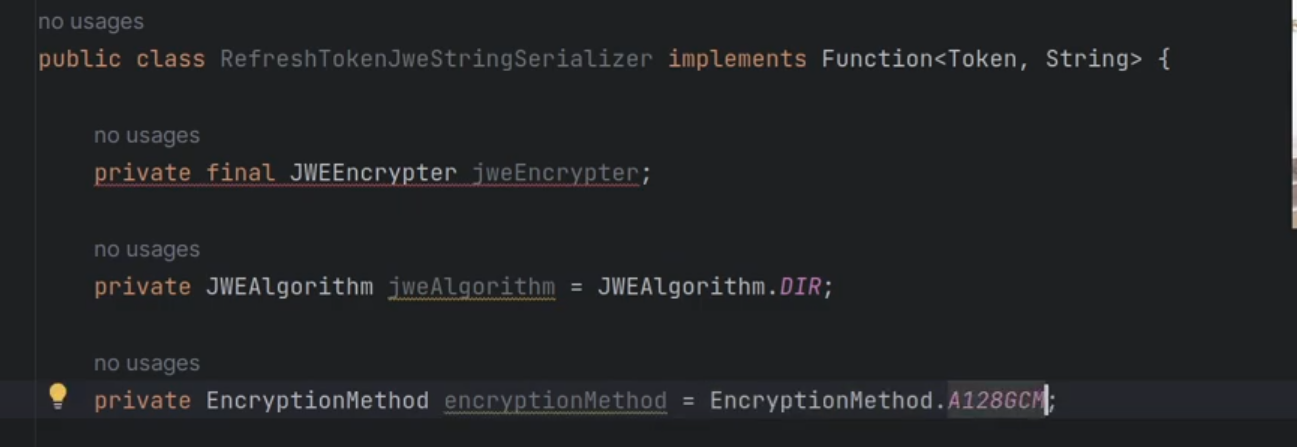 no usages
public class RefreshTokenJweStringSerializer implements Function<Token, String> {
no usages
private final JWEEncrypter jweEncrypter;
no usages
private JWEAlgorithm jweAlgorithm = JWEAlgorithm.DIR;
no usages
private EncryptionMethod encryptionMethod = EncryptionMethod.A128GCM;